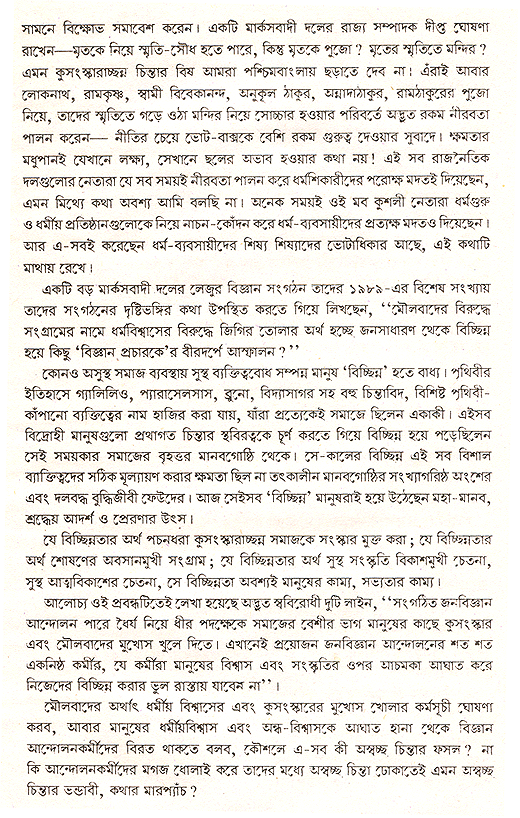 সামনে বিক্ষোভ সমাবেশ করেন। একটি মার্কসবাদী দলের রাজ্য সম্পাদক দীপ্ত ঘোষণা
রাখেন—মৃতকে নিয়ে স্মৃতি-সৌধ হতে পারে, কিন্তু মৃতকে পুজো? মৃতের স্মৃতিতে মন্দির?
এমন কুসংস্কারাচ্ছন্ন চিন্তার বিষ আমরা পশ্চিমবাংলায় ছড়াতে দেব না! এঁরাই আবার
লোকনাথ, রামকৃষ্ণ, স্বামী বিবেকানন্দ, অনুকূল ঠাকুর, অন্নাদাঠাকুর, রামঠাকুরের পুজো
নিয়ে, তাদের স্মৃতিতে গড়ে ওঠা মন্দির নিয়ে সোচ্চার হওয়ার পরিবর্তে অদ্ভুত রকম নীরবতা
পালন করেন— নীতির চেয়ে ভোট-বাক্সকে বেশি রকম গুরুত্ব দেওয়ার সুবাদে। ক্ষমতার
মধুপানই যেখানে লক্ষ্য, সেখানে ছলের অভাব হওয়ার কথা নয়! এই সব রাজনৈতিক
দলগুলোর নেতারা যে সব সময়ই নীরবতা পালন করে ধর্মশিকারীদের পরোক্ষ মদতই দিয়েছেন,
এমন মিথ্যে কথা অবশ্য আমি বলছি না। অনেক সময়ই ওই মব কুশলী নেতারা ধর্মগুরু
ও ধর্মীয় প্রতিষ্ঠানগুলোকে নিয়ে নাচন-কোঁদন করে ধর্ম-ব্যবসায়ীদের প্রত্যক্ষ মদতও দিয়েছেন।
আর এ-সবই করেছেন ধর্ম-ব্যবসায়ীদের শিষ্য শিষ্যাদের ভোটাধিকার আছে, এই কথাটি
মাথায় রেখে!
একটি বড় মার্কসবাদী দলের লেজুর বিজ্ঞান সংগঠন তাদের ১৯৮৯-এর বিশেষ সংখ্যায়
তাদের সংগঠনের দৃষ্টিভঙ্গির কথা উপস্থিত করতে গিয়ে লিখছেন, ‘‘মৌলবাদের বিরুদ্ধে
সংগ্রামের নামে ধর্মবিশ্বাসের বিরুদ্ধে জিগির তোলার অর্থ হচ্ছে জনসাধারণ থেকে বিচ্ছিন্ন
হয়ে কিছু ‘বিজ্ঞান প্রচারকে’র বীরদর্পে আস্ফালন?’’
কোনও অসুস্থ সমাজ ব্যবস্থায় সুস্থ ব্যক্তিত্ববোধ সম্পন্ন মানুষ ‘বিচ্ছিন্ন’ হতে বাধ্য। পৃথিবীর
ইতিহাসে গ্যালিলিও, প্যারাসেলসাস, ব্রুনো, বিদ্যাসাগর সহ বহু চিন্তাবিদ, বিশিষ্ট পৃথিবী-
কাঁপানো ব্যক্তিত্বের নাম হাজির করা যায়, যাঁরা প্রত্যেকেই সমাজে ছিলেন একাকী। এইসব
বিদ্রোহী মানুষগুলো প্রথাগত চিন্তার স্থবিরত্বকে চূর্ণ করতে গিয়ে বিচ্ছিন্ন হয়ে পড়েছিলেন
সেই সময়কার সমাজের বৃহত্তর মানবগোষ্ঠি থেকে। সে-কালের বিচ্ছিন্ন এই সব বিশাল
ব্যাক্তিত্বদের সঠিক মূল্যায়ণ করার ক্ষমতা ছিল না তৎকালীন মানবগোষ্ঠির সংখ্যাগরিষ্ঠ অংশের
এবং দলবদ্ধ বুদ্ধিজীবী ফেউদের। আজ সেইসব ‘বিচ্ছিন্ন’ মানুষরাই হয়ে উঠেছেন মহা-মানব,
শ্রদ্ধেয় আদর্শ ও প্রেরণার উৎস।
যে বিচ্ছিন্নতার অর্থ পচনধরা কুসংস্কারাচ্ছন্ন সমাজকে সংস্কার মুক্ত করা; যে বিচ্ছিন্নতার
অর্থ শোষণের অবসানমুখী সংগ্রাম; যে বিচ্ছিন্নতার অর্থ সুস্থ সংস্কৃতি বিকাশমুখী চেতনা,
সুস্থ আত্মবিকাশের চেতনা, সে বিচ্ছিন্নতা অবশ্যই মানুষের কাম্য, সভ্যতার কাম্য।
আলোচ্য ওই প্রবন্ধটিতেই লেখা হয়েছে অদ্ভুত স্ববিরোধী দুটি লাইন, ‘‘সংগঠিত জনবিজ্ঞান
আন্দোলন পারে ধৈর্য নিয়ে ধীর পদক্ষেকে সমাজের বেশীর ভাগ মানুষের কাছে কুসংস্কার
এবং মৌলবাদের মুখোস খুলে দিতে। এখানেই প্রয়োজন জনবিজ্ঞান আন্দোলনের শত শত
একনিষ্ঠ কর্মীর, যে কর্মীরা মানুষের বিশ্বাস এবং সংস্কৃতির ওপর আচমকা আঘাত করে
নিজেদের বিচ্ছিন্ন করার ভুল রাস্তায় যাবেন না’’।
মৌলবাদের অর্থাৎ ধর্মীয় বিশ্বাসের এবং কুসংস্কারের মুখোস খোলার কর্মসূচী ঘোষণা
করব, আবার মানুষের ধর্মীয়বিশ্বাস এবং অন্ধ-বিশ্বাসকে আঘাত হানা থেকে বিজ্ঞান
আন্দোলনকর্মীদের বিরত থাকতে বলব, কৌশলে এ-সব কী অস্বচ্ছ চিন্তার ফসল? না
কি আন্দোলনকর্মীদের মগজ ধোলাই করে তাদের মধ্যে অস্বচ্ছ চিন্তা ঢোকাতেই এমন অস্বচ্ছ
চিন্তার ভন্ডাবী, কথার মারপ্যাঁচ?